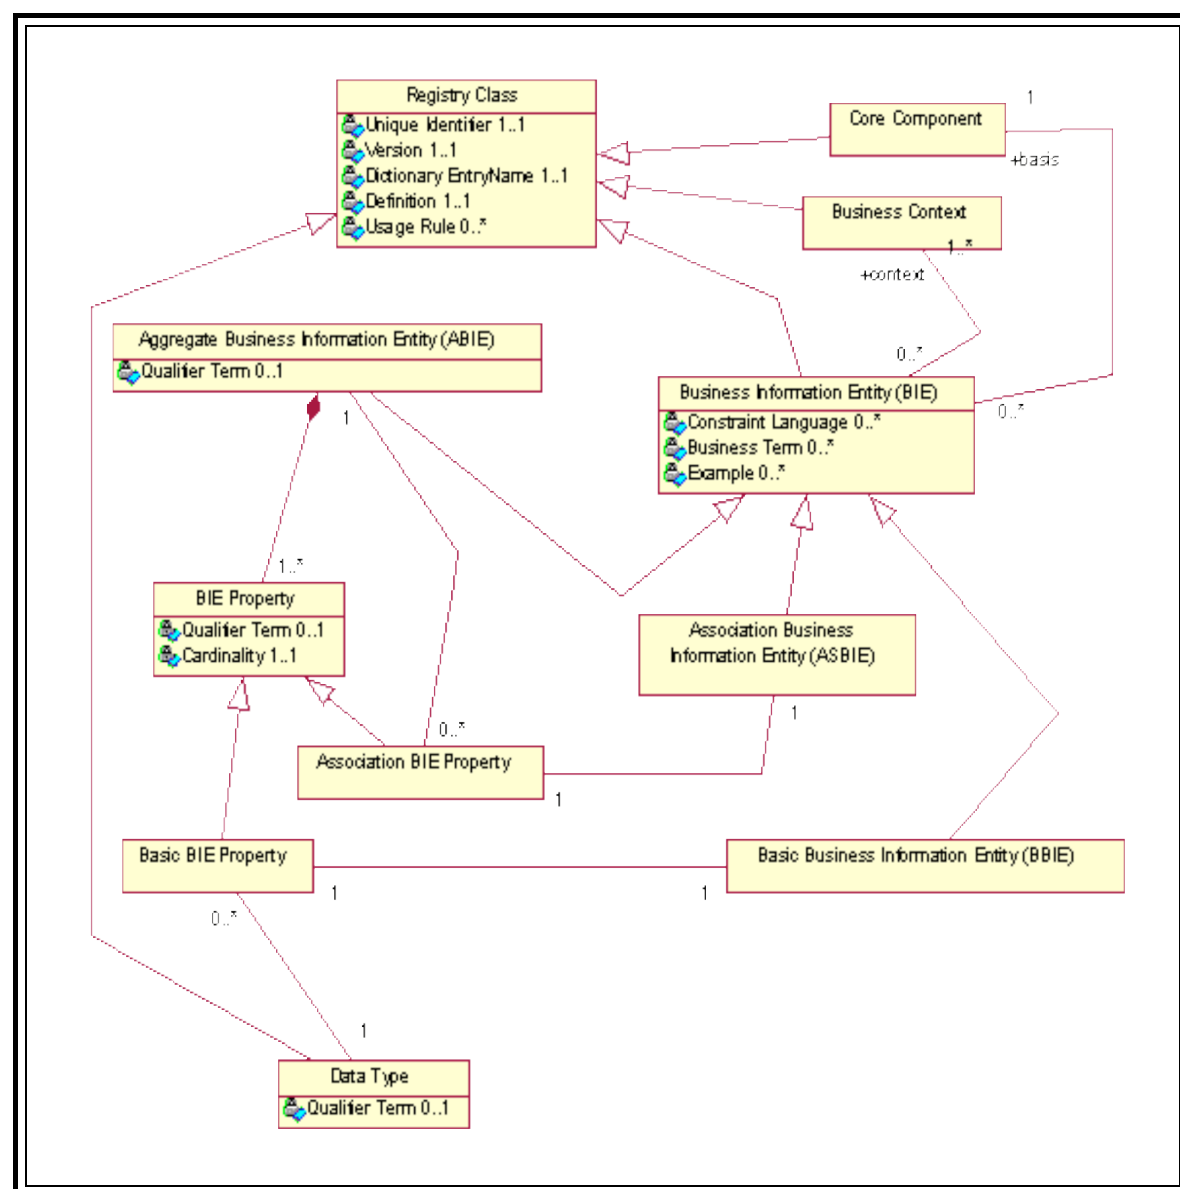 Registry Class
Unique Identifier 1..1
Version 1..1
Dictionary EntryName 1..1
Definition 1..1
Usage Rule 0..*
1
Core Component
+basis
Business Context
1..*
+context
0..*
Aggregate Business Information Entity (ABIE)
Qualifier Term 0..1
1
Business Information Entity (BIE)
Constraint Language 0..*
Business Term 0..*
Example 0..*
0..*
1..*
BIE Property
Qualifier Term 0..1
Cardinality 1..1
Association Business
Information Entity (ASBIE)
1
0..*
Association BIE Property
1
Basic BIE Property
1
0..*
Basic Business Information Entity (BBIE)
1
1
Data Type
Qualifier Term 0..1